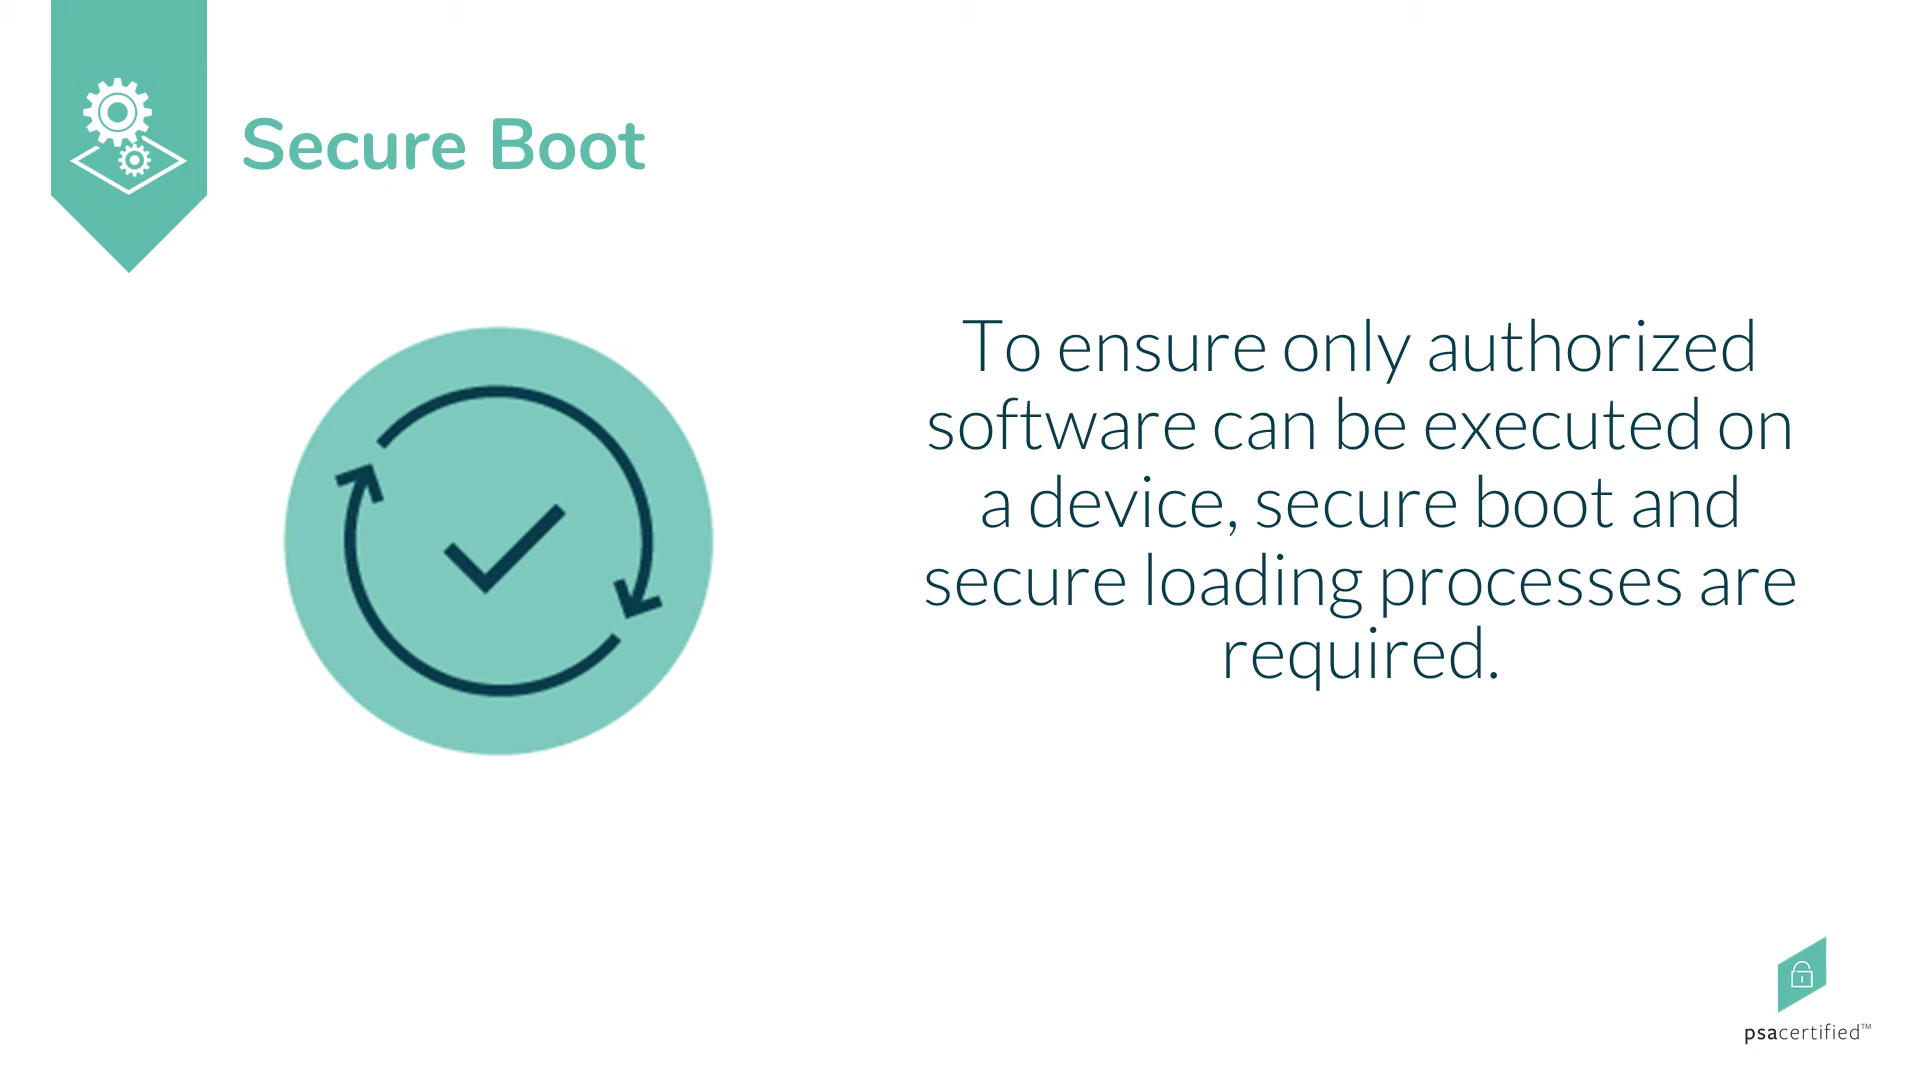 Secure Boot
To ensure only authorized
software can be executed on
a device, secure boot and
secure loading processes are
required.
psacertified™